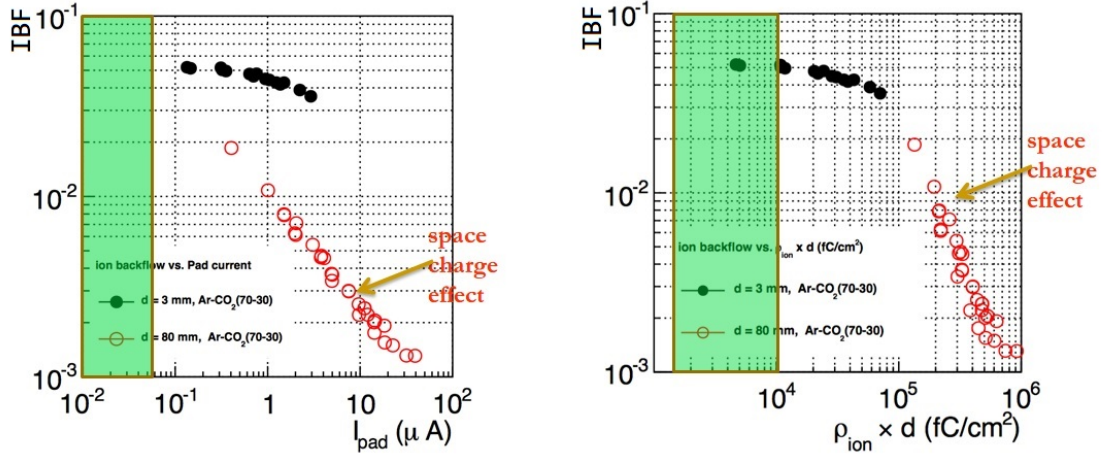 IBF
10⁻¹
10⁻²
10⁻³
10⁻² 10⁻¹ 1 10 10²
I_pad (μ A)
ion backflow vs. Pad current
d = 3 mm, Ar-CO₂(70-30)
d = 80 mm, Ar-CO₂(70-30)
space
charge
effect
IBF
10⁻¹
10⁻²
10⁻³
10⁴ 10⁵ 10⁶
ρ_ion × d (fC/cm²)
ion backflow vs. ρ_ion x d (fC/cm²)
d = 3 mm, Ar-CO₂(70-30)
d = 80 mm, Ar-CO₂(70-30)
space
charge
effect